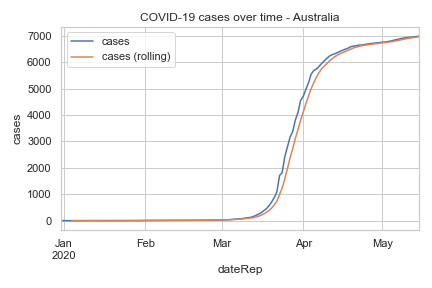 COVID-19 cases over time - Australia
cases
cases (rolling)
7000
6000
5000
4000
3000
2000
1000
0
cases
Jan Feb Mar Apr May
2020
dateRep